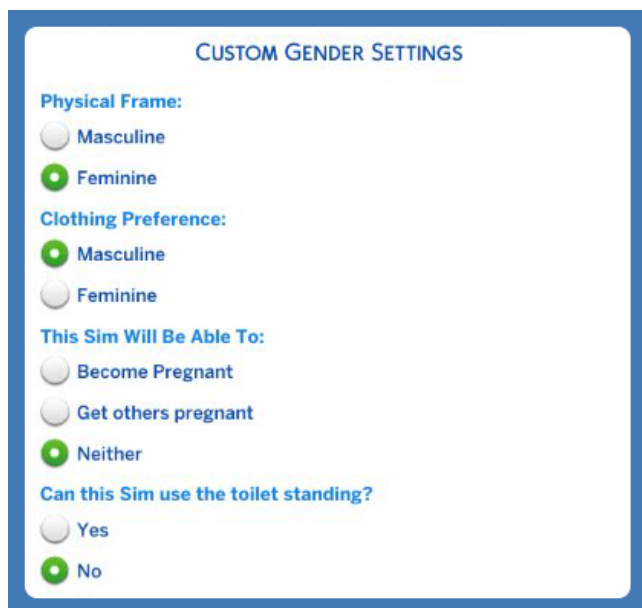 Custom Gender Settings
Physical Frame:
Masculine
Feminine
Clothing Preference:
Masculine
Feminine
This Sim Will Be Able To:
Become Pregnant
Get others pregnant
Neither
Can this Sim use the toilet standing?
Yes
No